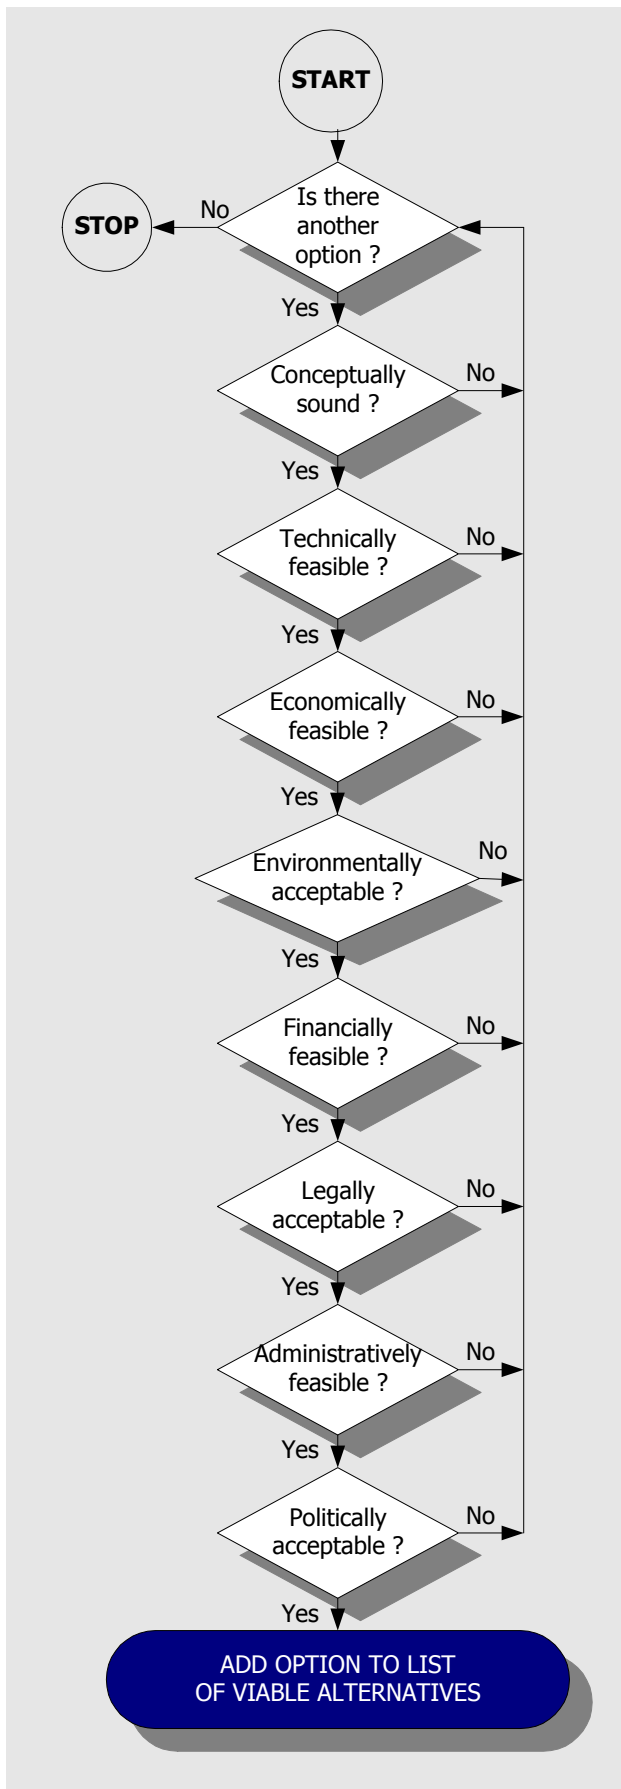 START
Is there
another
option ?
No
STOP
Yes
Conceptually
sound ?
No
Yes
Technically
feasible ?
No
Yes
Economically
feasible ?
No
Yes
Environmentally
acceptable ?
No
Yes
Financially
feasible ?
No
Yes
Legally
acceptable ?
No
Yes
Administratively
feasible ?
No
Yes
Politically
acceptable ?
No
Yes
ADD OPTION TO LIST
OF VIABLE ALTERNATIVES